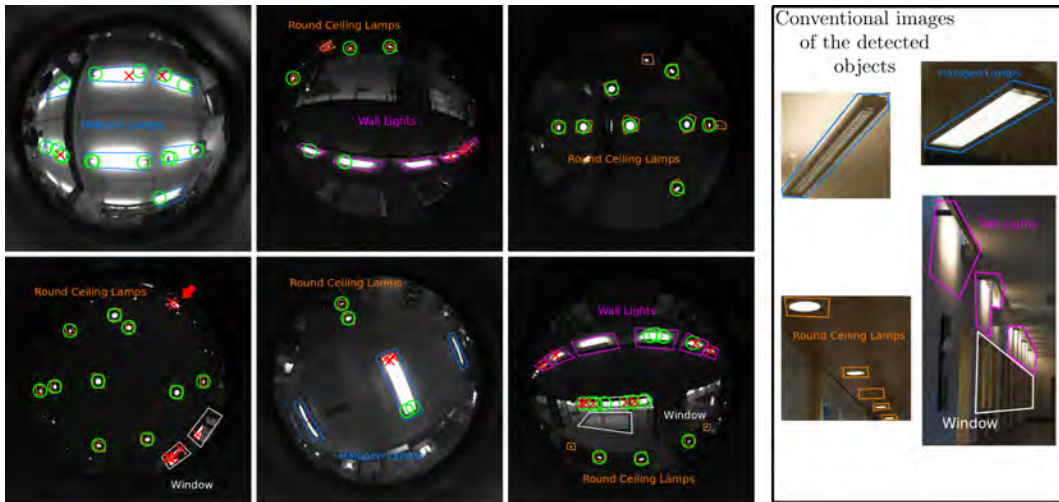 Halogen Lamps
Round Ceiling Lamps
Wall Lights
Round Ceiling Lamps
Round Ceiling Lamps
Window
Round Ceiling Lamps
Halogen Lamps
Wall Lights
Window
Round Ceiling Lamps
Conventional images
of the detected
objects
Halogen Lamps
Wall Lights
Round Ceiling Lamps
Window